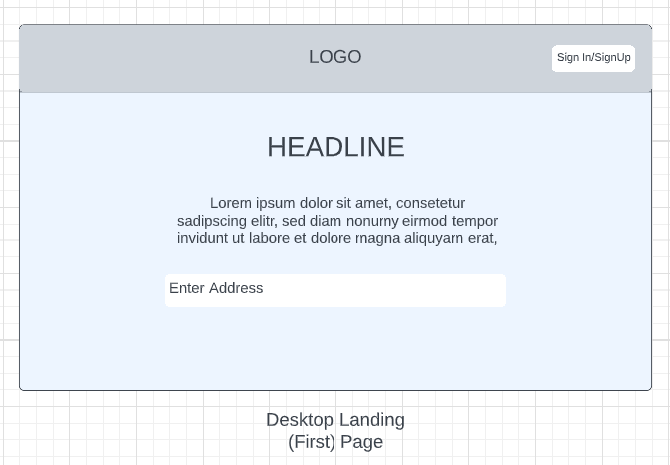 LOGO
Sign In/SignUp
HEADLINE
Lorem ipsum dolor sit amet, consetetur
sadipscing elitr, sed diam nonumy eirmod tempor
invidunt ut labore et dolore magna aliquyam erat,
Enter Address
Desktop Landing
(First) Page